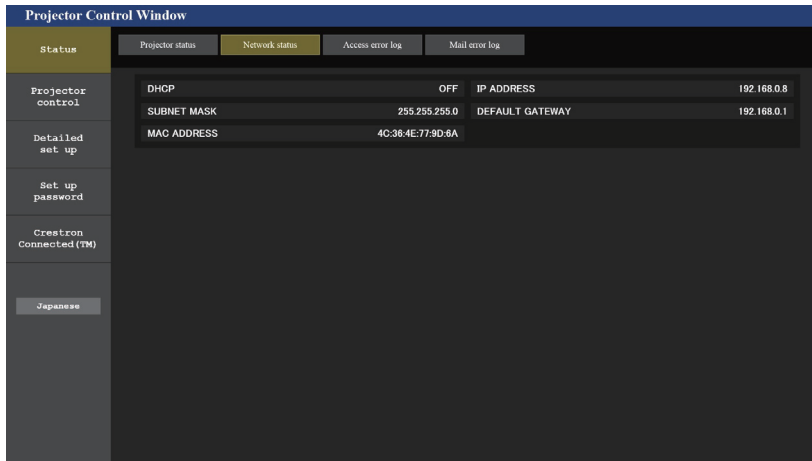 Projector Control Window
Status
Projector status
Network status
Access error log
Mail error log
Projector
control
Detailed
set up
Set up
password
Crestron
Connected(TM)
Japanese
DHCP OFF IP ADDRESS 192.168.0.8
SUBNET MASK 255.255.255.0 DEFAULT GATEWAY 192.168.0.1
MAC ADDRESS 4C:36:4E:77:9D:6A